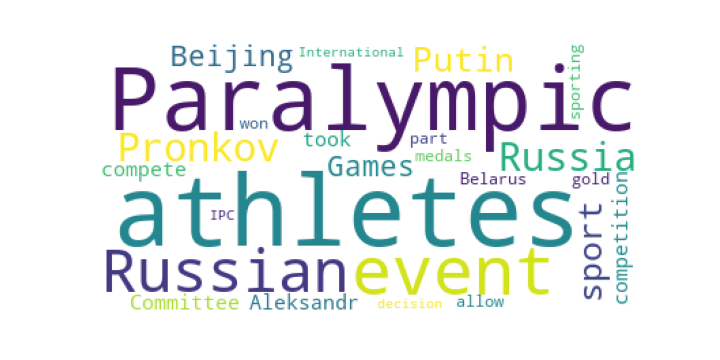 Beijing
International
Putin
sporting
Paralympic
won
took
part
Pronkov
medals
Russia
compete
Games
Belarus
gold
athletes
IPC
sport
competition
Russian
event
Committee
Aleksandr
decision
allow